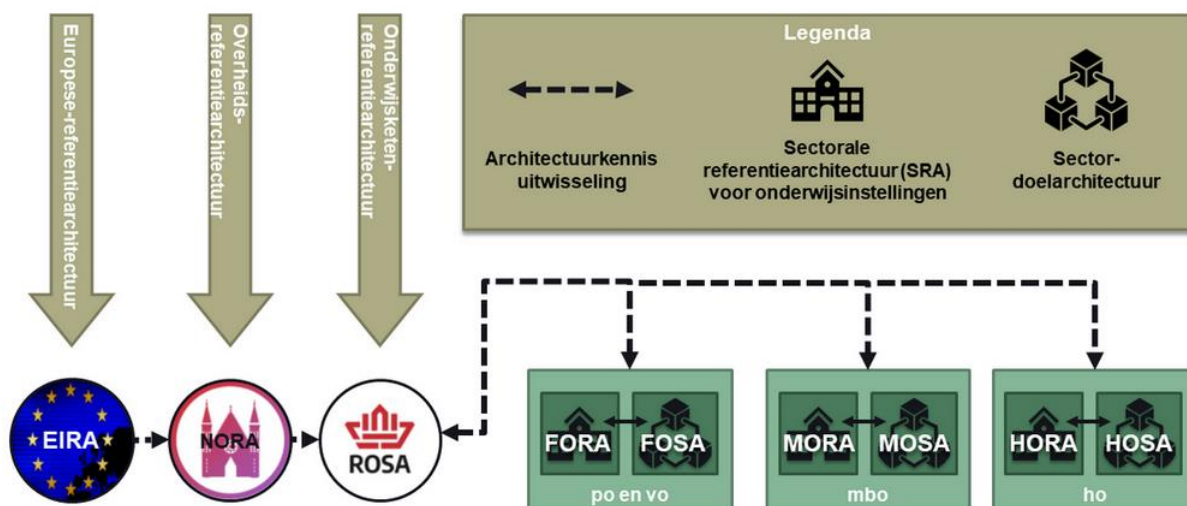 Europese-referentiearchitectuur
Overheids-
referentiearchitectuur
Onderwijsketen-
referentiearchitectuur
Legenda
Architectuurkennis
uitwisseling
Sectorale
referentiearchitectuur (SRA)
voor onderwijsinstellingen
Sector-
doelarchitectuur
EIRA
NORA
ROSA
FORA
FOSA
po en vo
MORA
MOSA
mbo
HORA
HOSA
ho